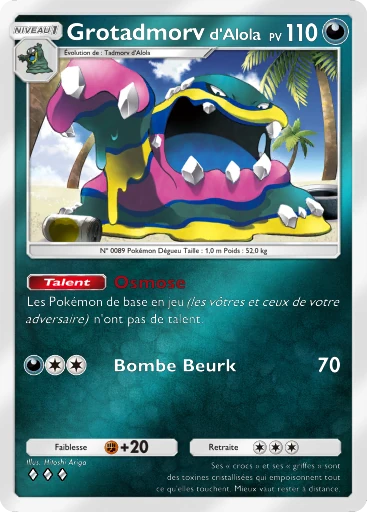 NIVEAU 1
Grotadmorv d'Alola PV 110
Évolution de : Tadmorv d'Alola
N° 0089 Pokémon Dégueu Taille : 1,0 m Poids : 52,0 kg
Talent Osmose
Les Pokémon de base en jeu (les vôtres et ceux de votre
adversaire) n'ont pas de talent.
Bombe Beurk 70
Faiblesse +20 Retraite
Illus. Hitoshi Ariga
Ses « crocs » et ses « griffes » sont
des toxines cristallisées qui empoisonnent tout
ce qu'elles touchent. Mieux vaut rester à distance.